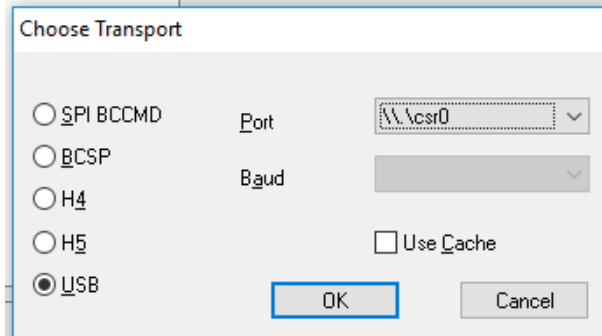 Choose Transport
SPI BCCMD
Port
\\.\csr0
BCSP
Baud
H4
H5
Use Cache
USB
OK
Cancel